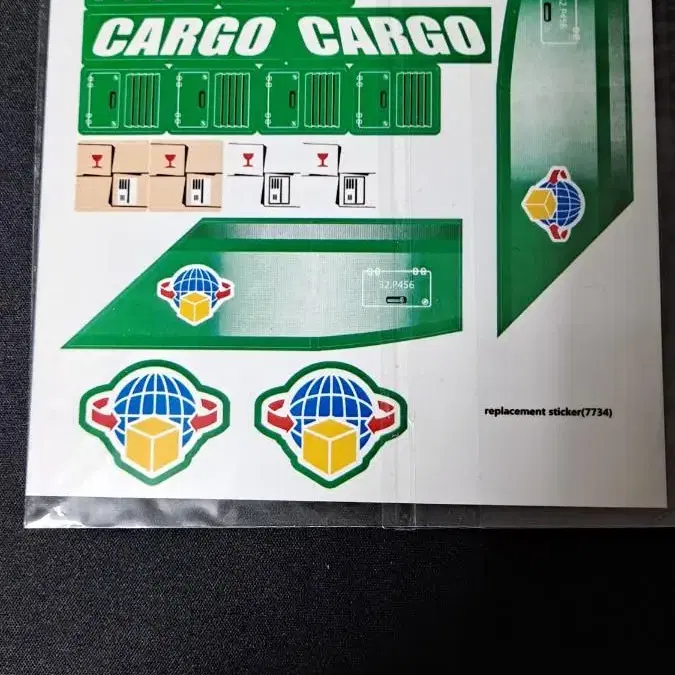 CARGO CARGO
32.P456
32.P456
replacement sticker(7734)